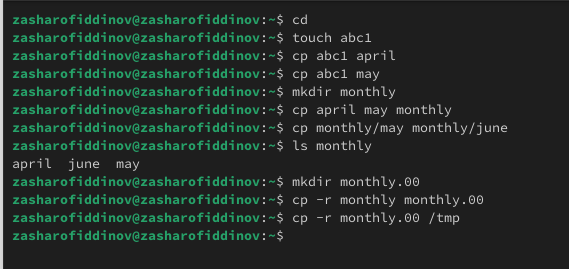 zasharofiddinov@zasharofiddinov:~$ cd
zasharofiddinov@zasharofiddinov:~$ touch abc1
zasharofiddinov@zasharofiddinov:~$ cp abc1 april
zasharofiddinov@zasharofiddinov:~$ cp abc1 may
zasharofiddinov@zasharofiddinov:~$ mkdir monthly
zasharofiddinov@zasharofiddinov:~$ cp april may monthly
zasharofiddinov@zasharofiddinov:~$ cp monthly/may monthly/june
zasharofiddinov@zasharofiddinov:~$ ls monthly
april  june  may
zasharofiddinov@zasharofiddinov:~$ mkdir monthly.00
zasharofiddinov@zasharofiddinov:~$ cp -r monthly monthly.00
zasharofiddinov@zasharofiddinov:~$ cp -r monthly.00 /tmp
zasharofiddinov@zasharofiddinov:~$